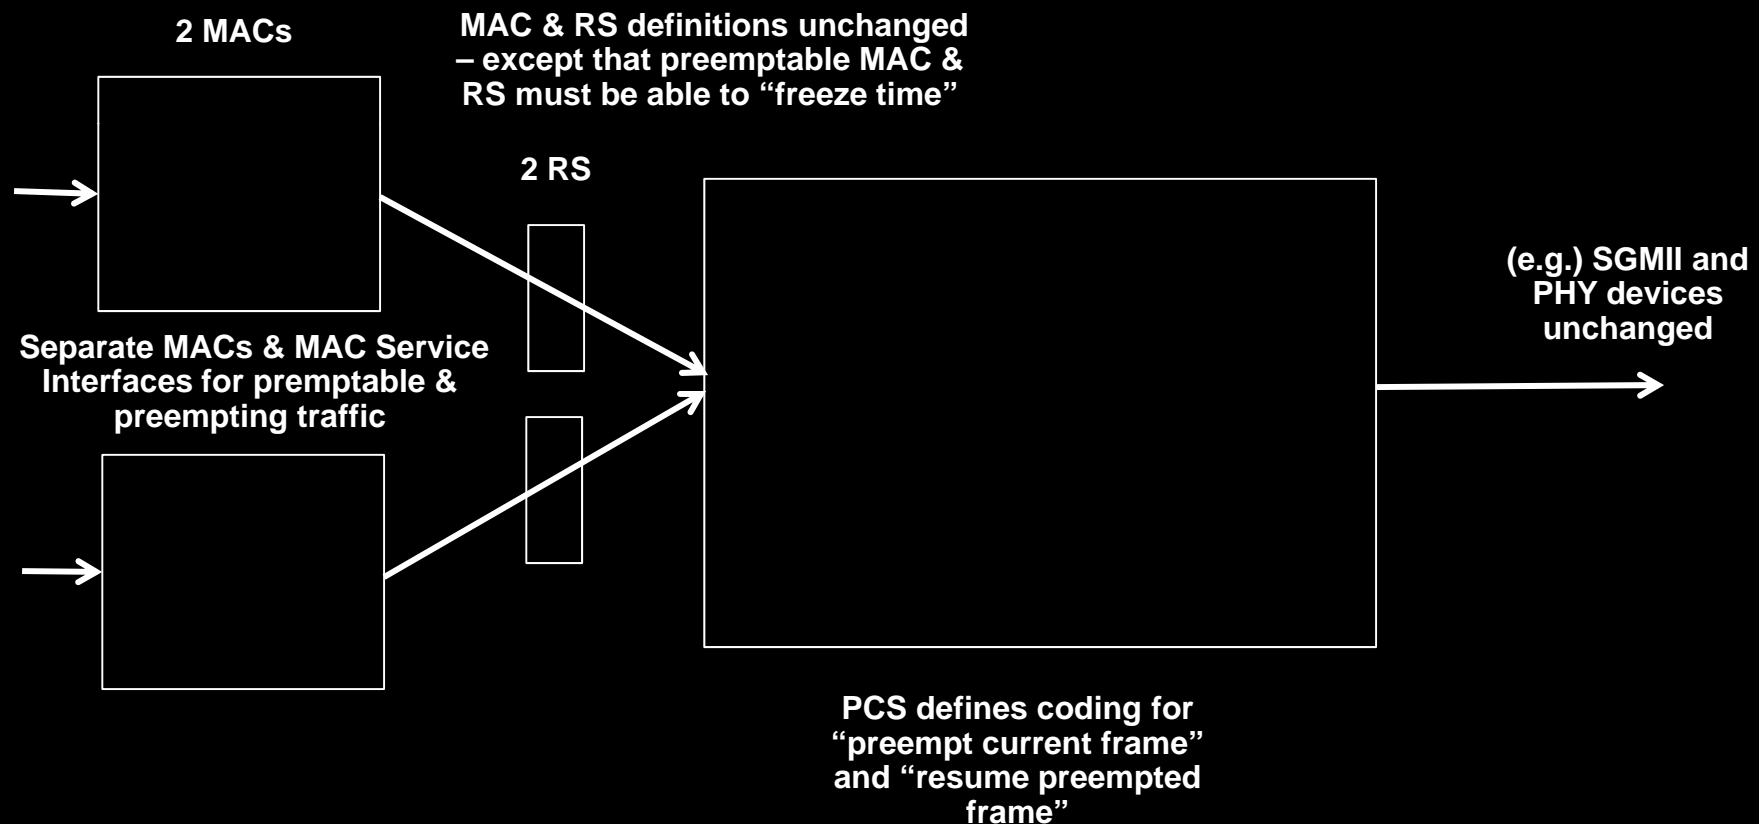 2 MACs
MAC & RS definitions unchanged
– except that preemptable MAC &
RS must be able to “freeze time”
2 RS
(e.g.) SGMII and
PHY devices
unchanged
Separate MACs & MAC Service
Interfaces for premptable &
preempting traffic
PCS defines coding for
“preempt current frame”
and “resume preempted
frame”